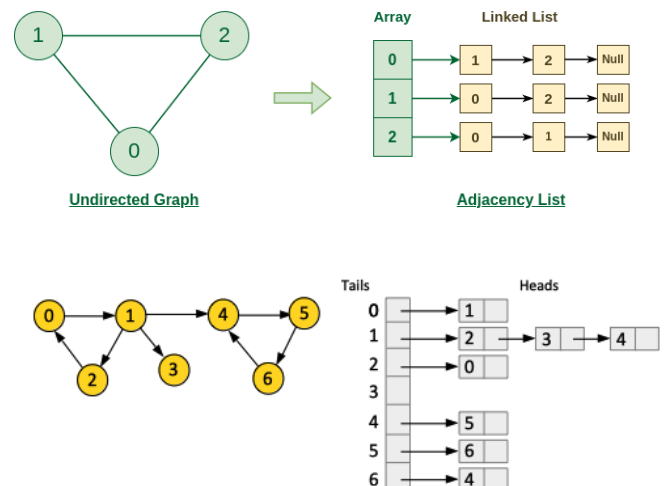 Array Linked List
1 2
0 1 2 Null
1 0 2 Null
0
2 0 1 Null
Undirected Graph Adjacency List
Tails Heads
0 1 4 5
2 3 6
0 1
1 2 3 4
2 0
3
4 5
5 6
6 4